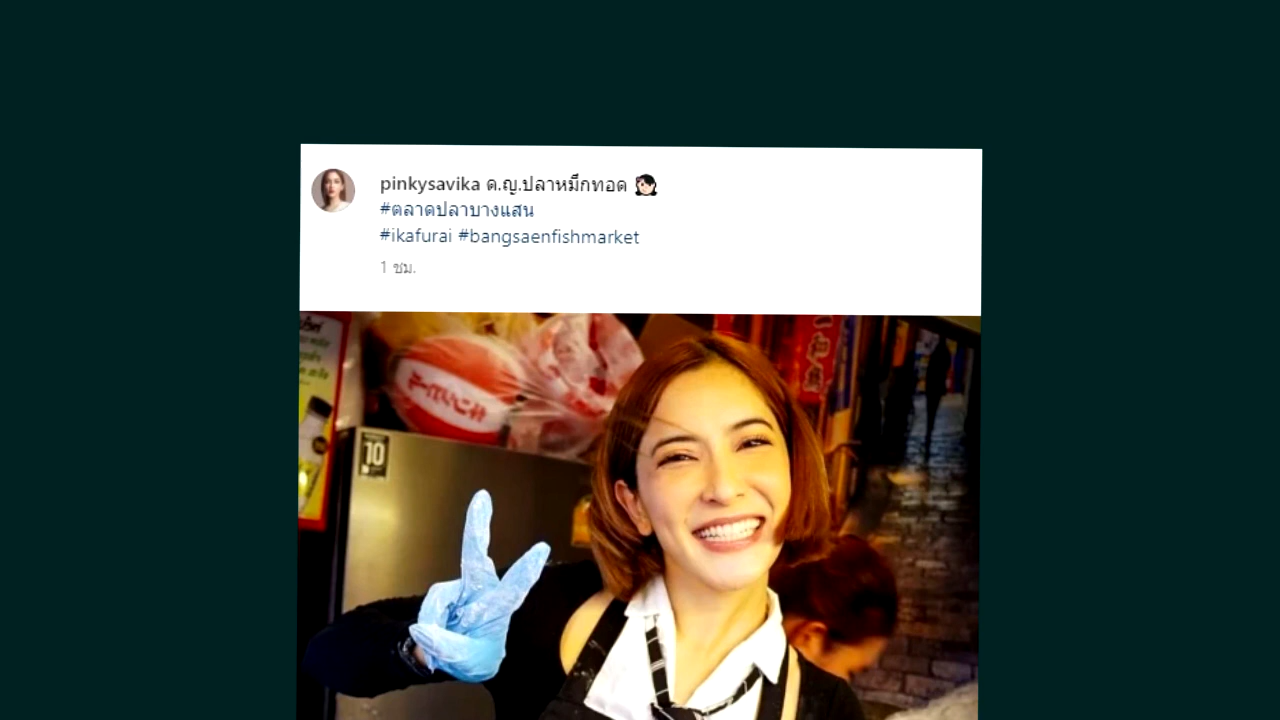 pinkysavika ด.ญ.ปลาหมึกทอด 👧🏻
#ตลาดปลาบางแสน
#ikafurai #bangsaenfishmarket
1 ชม.
10